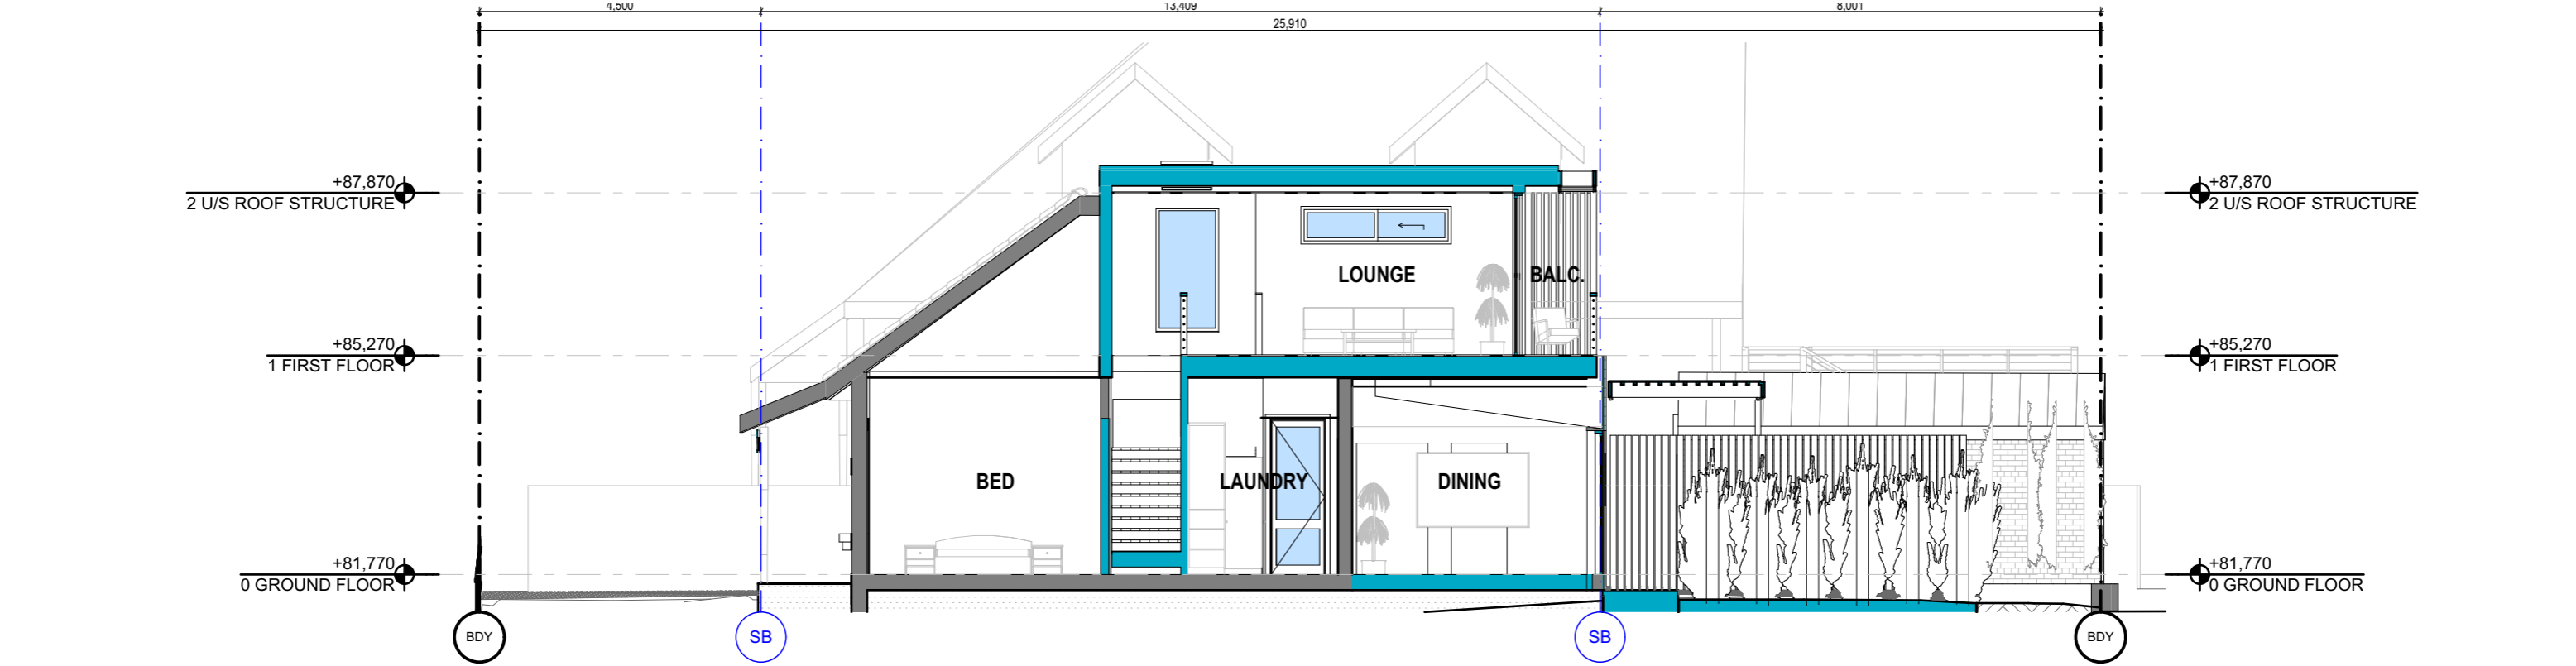 4,500 13,409 8,001
25,910
+87,870
2 U/S ROOF STRUCTURE
+87,870
2 U/S ROOF STRUCTURE
LOUNGE
BALC.
+85,270
1 FIRST FLOOR
+85,270
1 FIRST FLOOR
BED
LAUNDRY
DINING
+81,770
0 GROUND FLOOR
+81,770
0 GROUND FLOOR
BDY
SB
SB
BDY